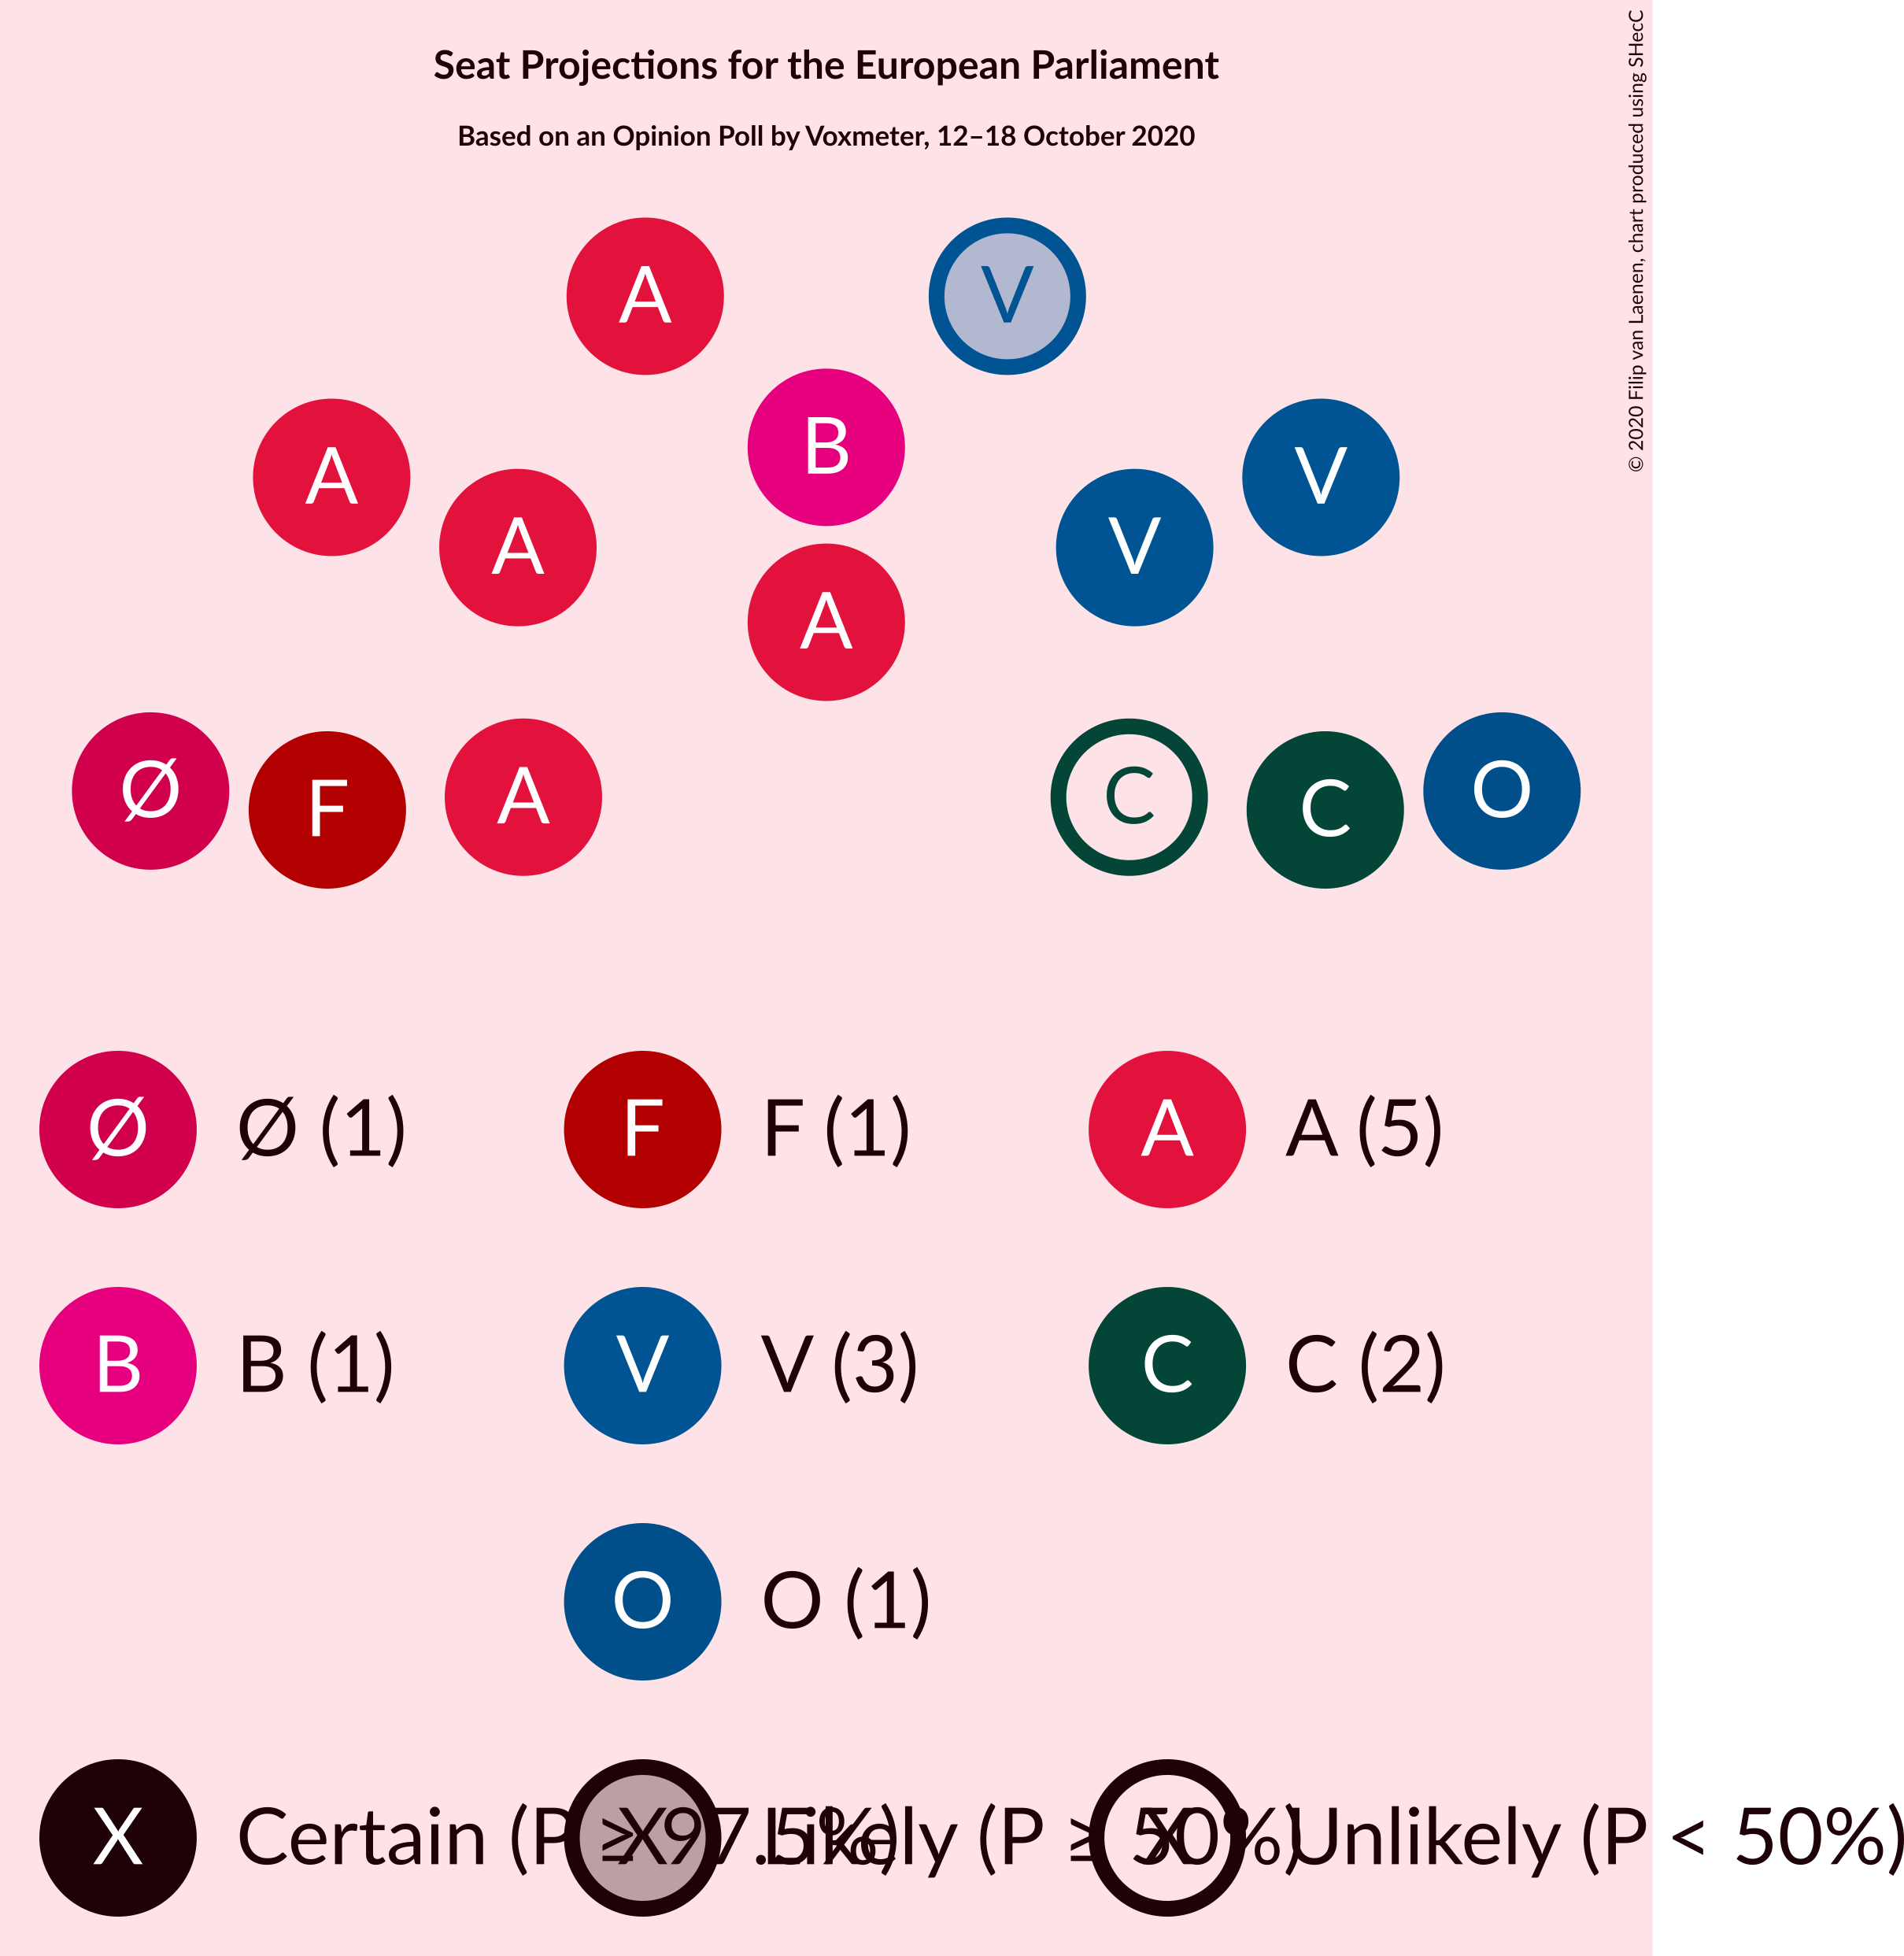 Seat Projections for the European Parliament
Based on an Opinion Poll by Voxmeter, 12–18 October 2020
© 2020 Filip van Laenen, chart produced using SHecC
A V
B
A V
A V
A
Ø F A C C O
Ø Ø (1) F F (1) A A (5)
B B (1) V V (3) C C (2)
O O (1)
X Certain (P ≥ 97.5%) X Likely (P ≥ 50%) X Unlikely (P < 50%)